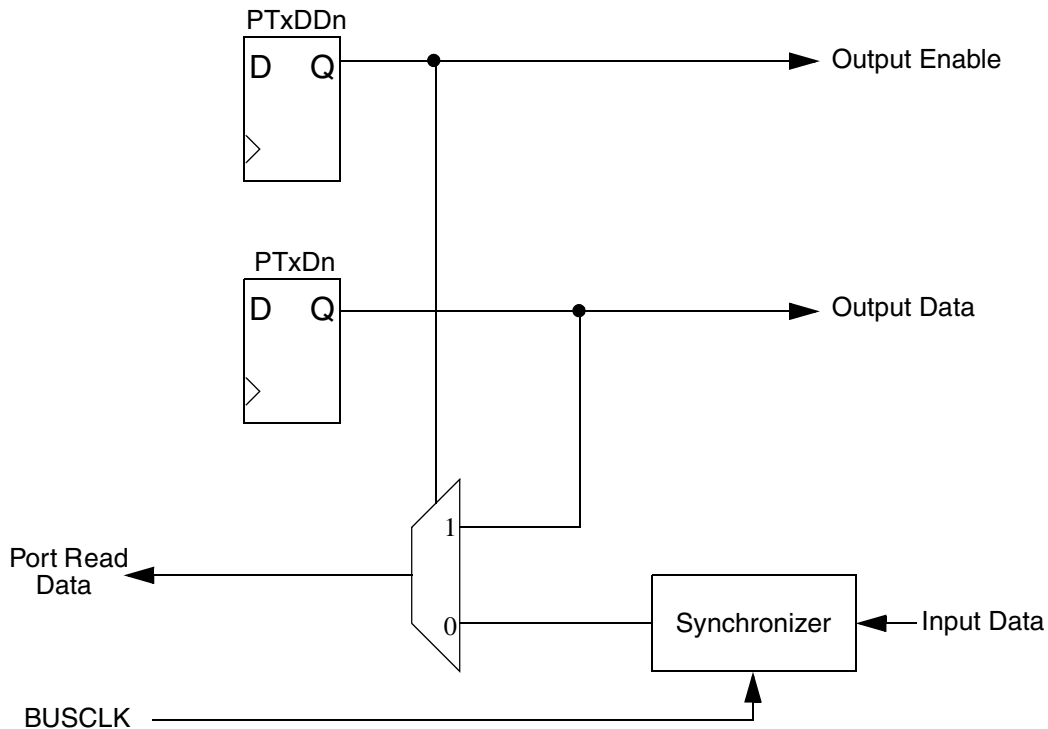 PTxDDn
D Q
Output Enable
PTxDn
D Q
Output Data
1
Port Read
Data
0
Synchronizer
Input Data
BUSCLK